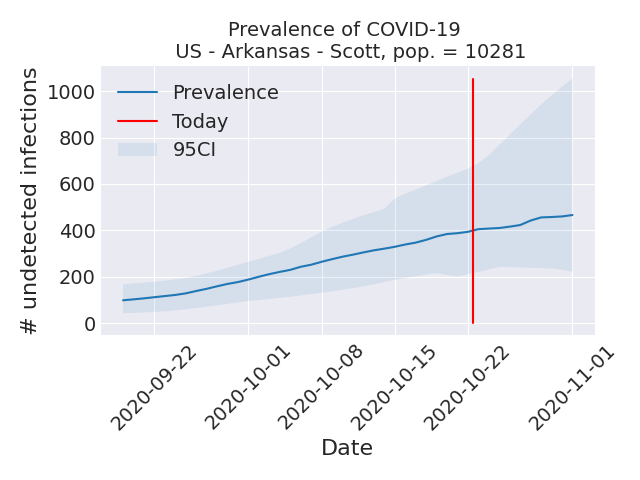 Prevalence of COVID-19
US - Arkansas - Scott, pop. = 10281
# undetected infections
1000
800
600
400
200
0
Prevalence
Today
95CI
2020-09-22
2020-10-01
2020-10-08
2020-10-15
2020-10-22
2020-11-01
Date